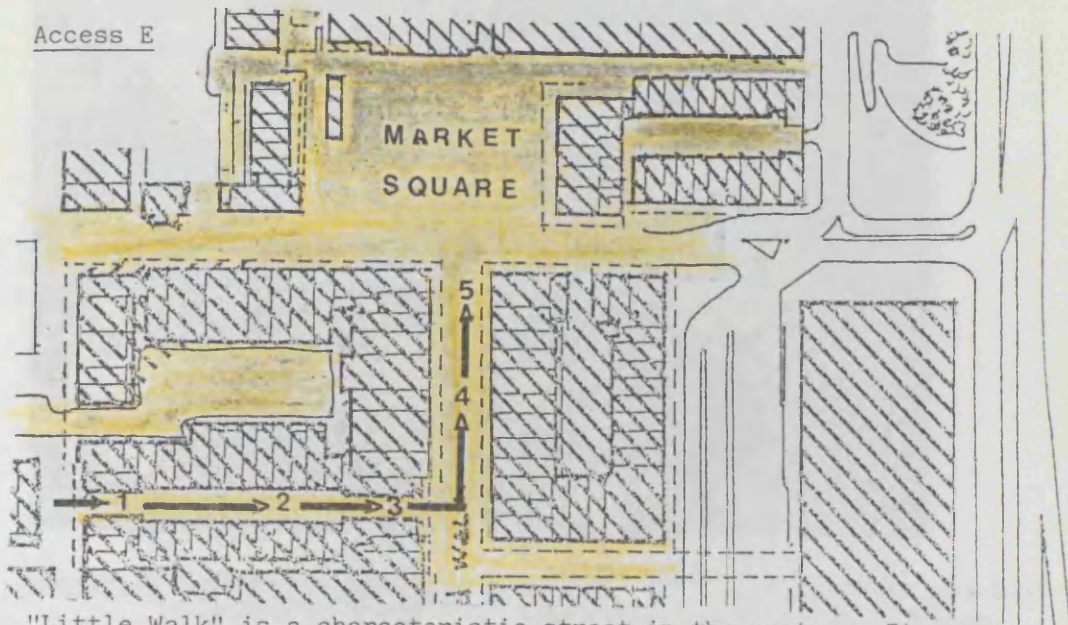 Access E
MARKET
SQUARE
5
4
1 2 3
"Little Walk" is a characteristic street in the